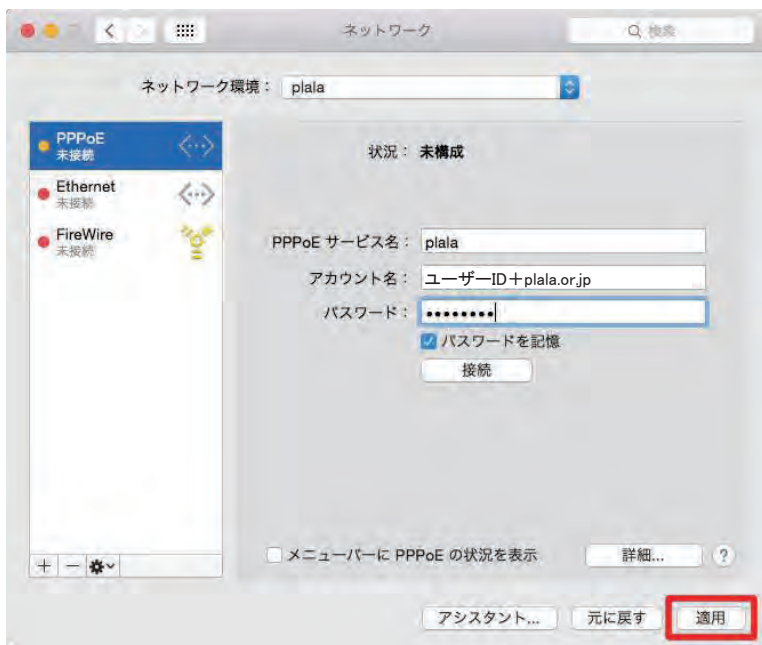 ネットワーク
検索
ネットワーク環境： plala
PPPoE
未接続
Ethernet
未接続
FireWire
未接続
状況： 未構成
PPPoE サービス名： plala
アカウント名： ユーザーID＋plala.or.jp
パスワード： ••••••••
パスワードを記憶
接続
メニューバーに PPPoE の状況を表示
詳細...
?
アシスタント...
元に戻す
適用